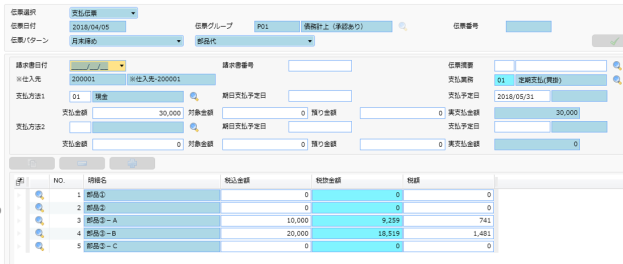 伝票選択 支払伝票
伝票日付 2018/04/05 伝票グループ P01 債務計上（承認あり） 伝票番号
伝票パターン 月末締め 部品代
請求書日付 __/__/__ 請求書番号 伝票摘要
※仕入先 200001 ※仕入先-200001 支払業務 01 定期支払(買掛)
支払方法1 01 現金 期日支払予定日 支払予定日 2018/05/31
支払金額 30,000 対象金額 0 預り金額 0 実支払金額 30,000
支払方法2 期日支払予定日 支払予定日
支払金額 0 対象金額 0 預り金額 0 実支払金額 0
NO. 明細名 税込金額 税抜金額 税額
1 部品① 0 0 0
2 部品② 0 0 0
3 部品③－A 10,000 9,259 741
4 部品③－B 20,000 18,519 1,481
5 部品③－C 0 0 0